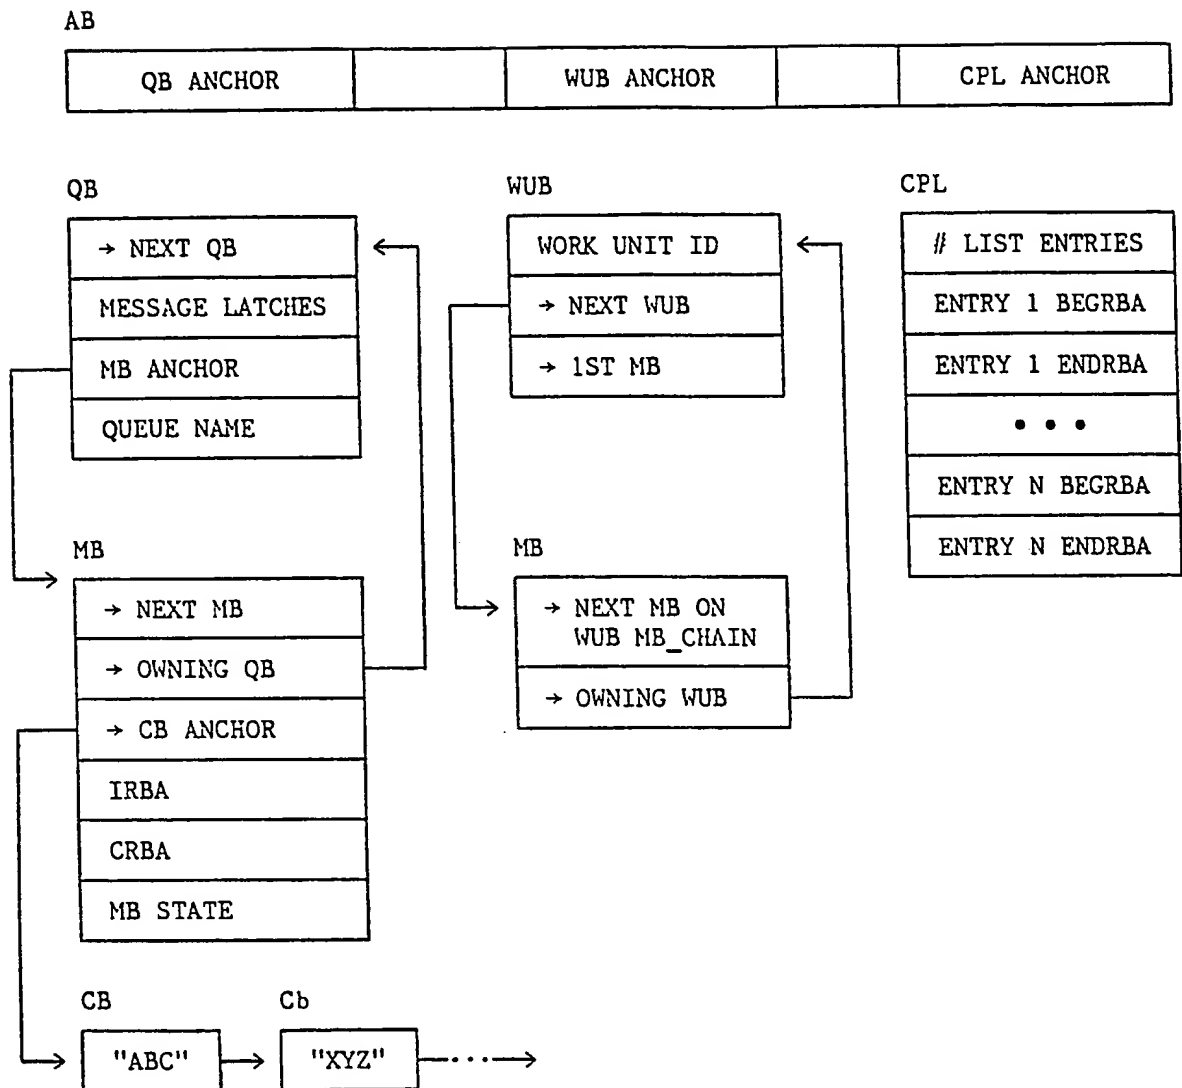 AB
QB ANCHOR
WUB ANCHOR
CPL ANCHOR
QB
→ NEXT QB
MESSAGE LATCHES
MB ANCHOR
QUEUE NAME
WUB
WORK UNIT ID
→ NEXT WUB
→ 1ST MB
CPL
# LIST ENTRIES
ENTRY 1 BEGRBA
ENTRY 1 ENDRBA
• • •
ENTRY N BEGRBA
ENTRY N ENDRBA
MB
→ NEXT MB
→ OWNING QB
→ CB ANCHOR
IRBA
CRBA
MB STATE
MB
→ NEXT MB ON
WUB MB_CHAIN
→ OWNING WUB
CB
"ABC"
Cb
"XYZ"